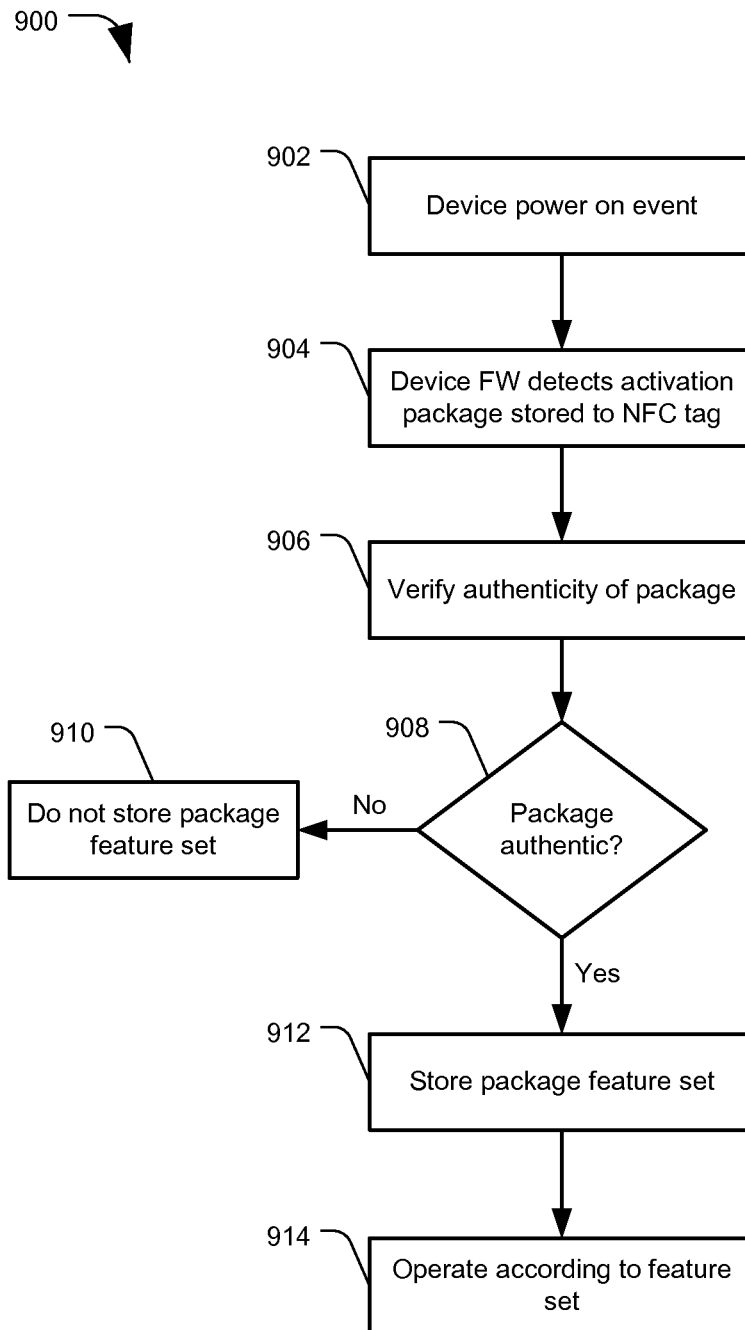 900
902
Device power on event
904
Device FW detects activation
package stored to NFC tag
906
Verify authenticity of package
908
Package
authentic?
No
910
Do not store package
feature set
Yes
912
Store package feature set
914
Operate according to feature
set